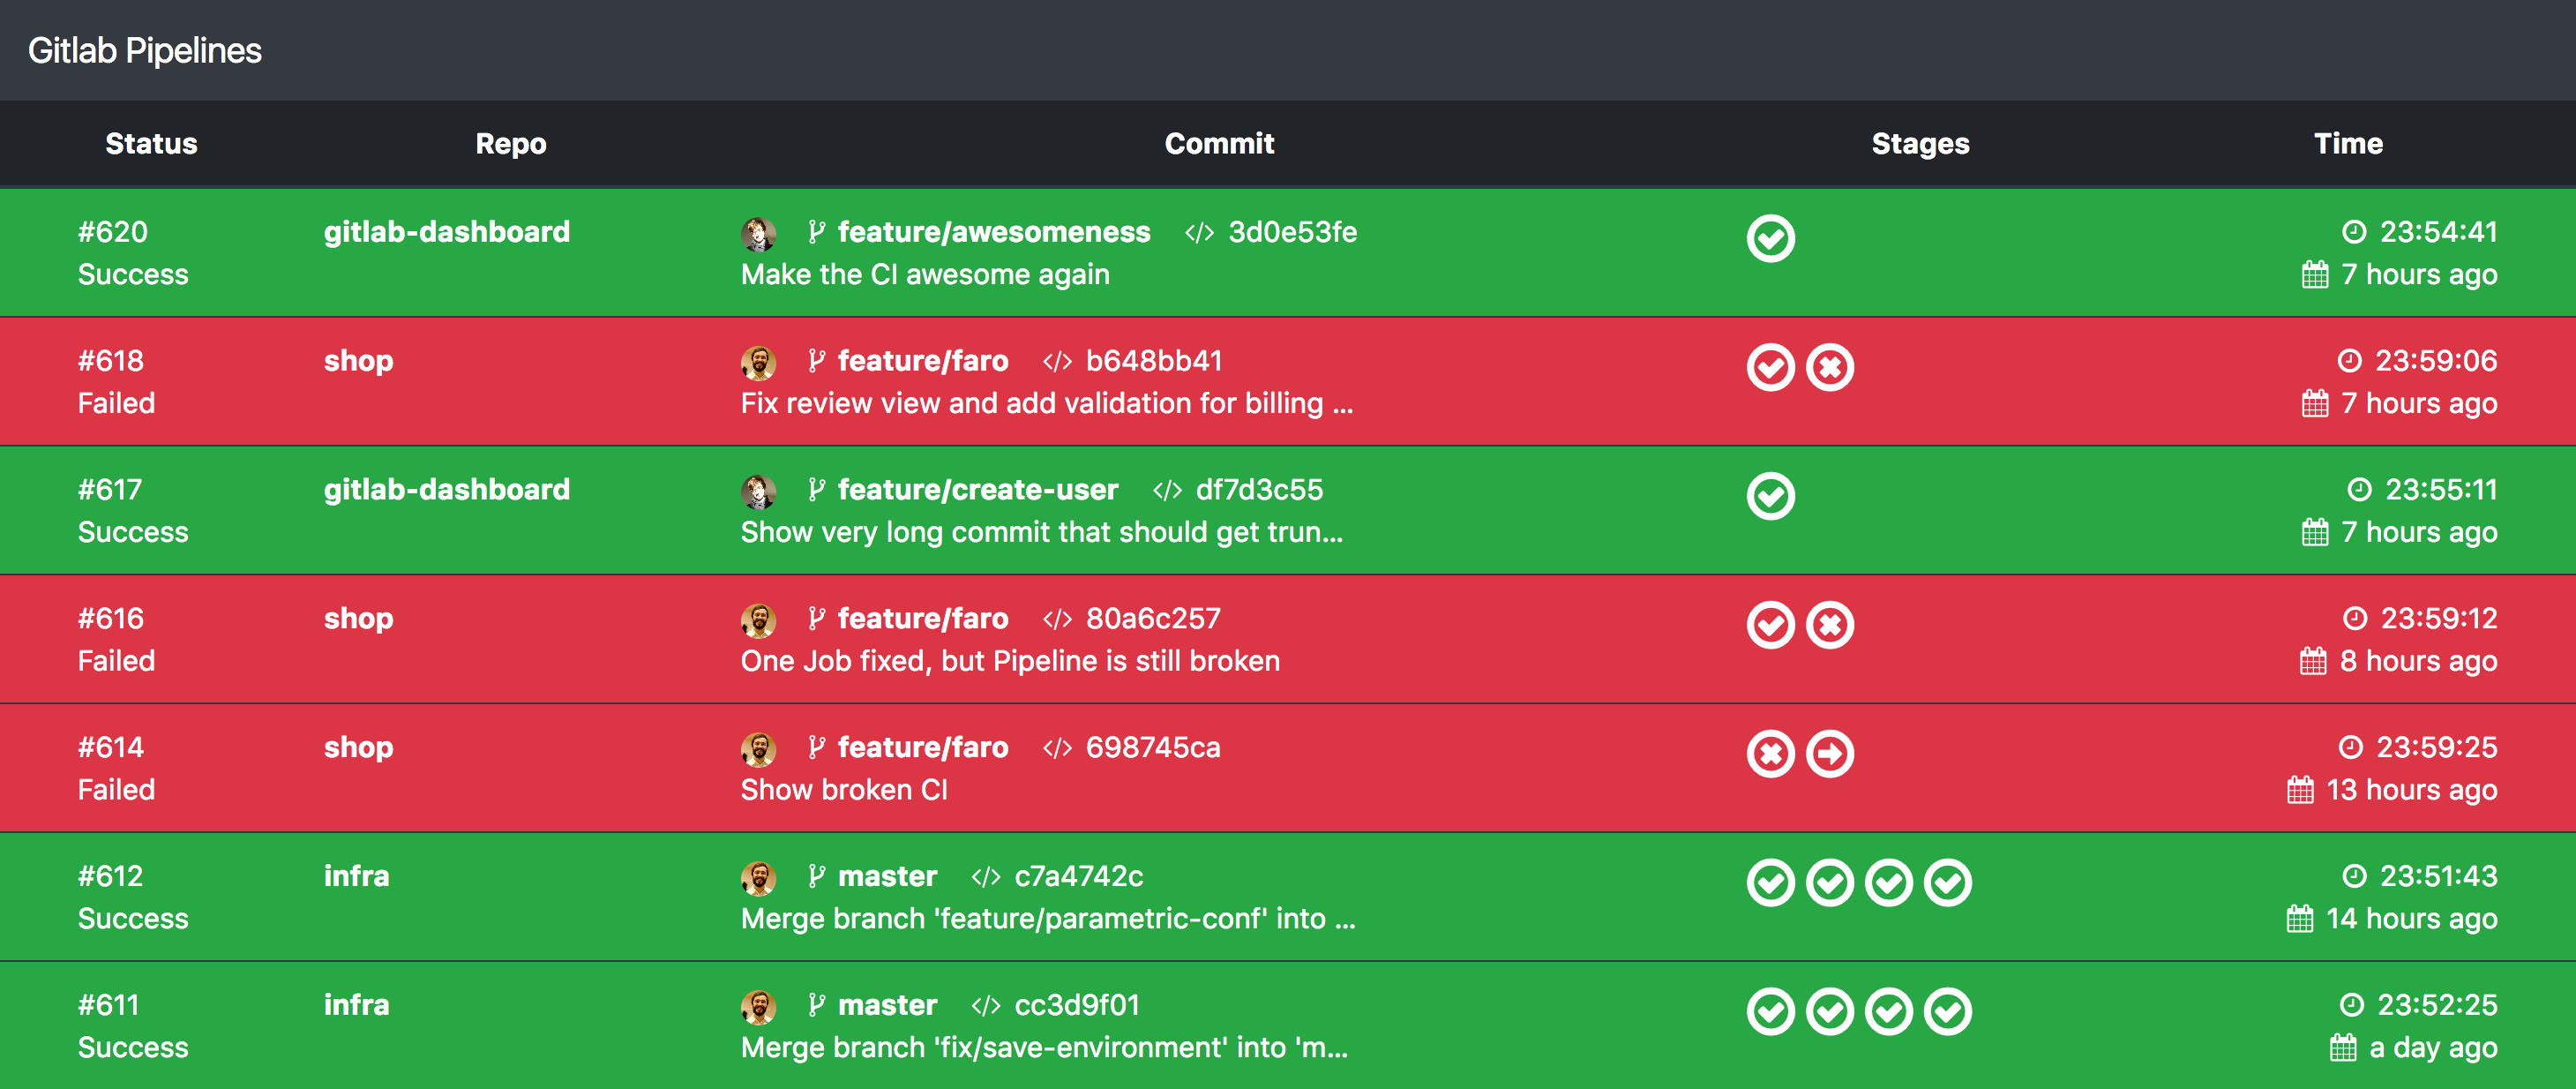 Gitlab Pipelines
Status Repo Commit Stages Time
#620 gitlab-dashboard feature/awesomeness </> 3d0e53fe 23:54:41
Success Make the CI awesome again 7 hours ago
#618 shop feature/faro </> b648bb41 23:59:06
Failed Fix review view and add validation for billing ... 7 hours ago
#617 gitlab-dashboard feature/create-user </> df7d3c55 23:55:11
Success Show very long commit that should get trun... 7 hours ago
#616 shop feature/faro </> 80a6c257 23:59:12
Failed One Job fixed, but Pipeline is still broken 8 hours ago
#614 shop feature/faro </> 698745ca 23:59:25
Failed Show broken CI 13 hours ago
#612 infra master </> c7a4742c 23:51:43
Success Merge branch 'feature/parametric-conf' into ... 14 hours ago
#611 infra master </> cc3d9f01 23:52:25
Success Merge branch 'fix/save-environment' into 'm... a day ago